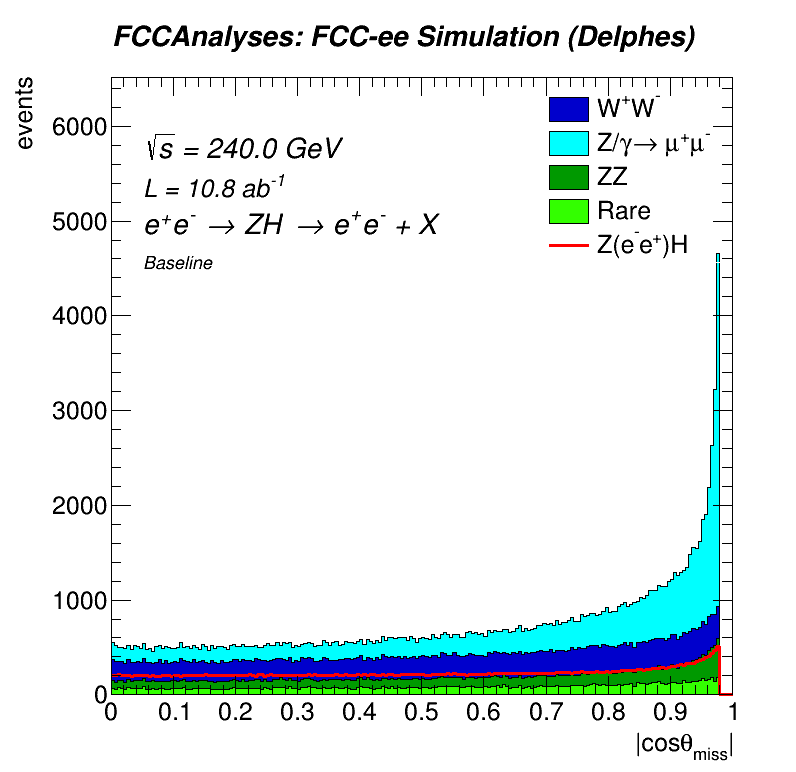 FCCAnalyses: FCC-ee Simulation (Delphes)
events
6000
5000
4000
3000
2000
1000
0
√s = 240.0 GeV
L = 10.8 ab⁻¹
e⁺e⁻ → ZH → e⁺e⁻ + X
Baseline
W⁺W⁻
Z/γ→ μ⁺μ⁻
ZZ
Rare
Z(e⁻e⁺)H
0 0.1 0.2 0.3 0.4 0.5 0.6 0.7 0.8 0.9 1
|cosθ_miss|